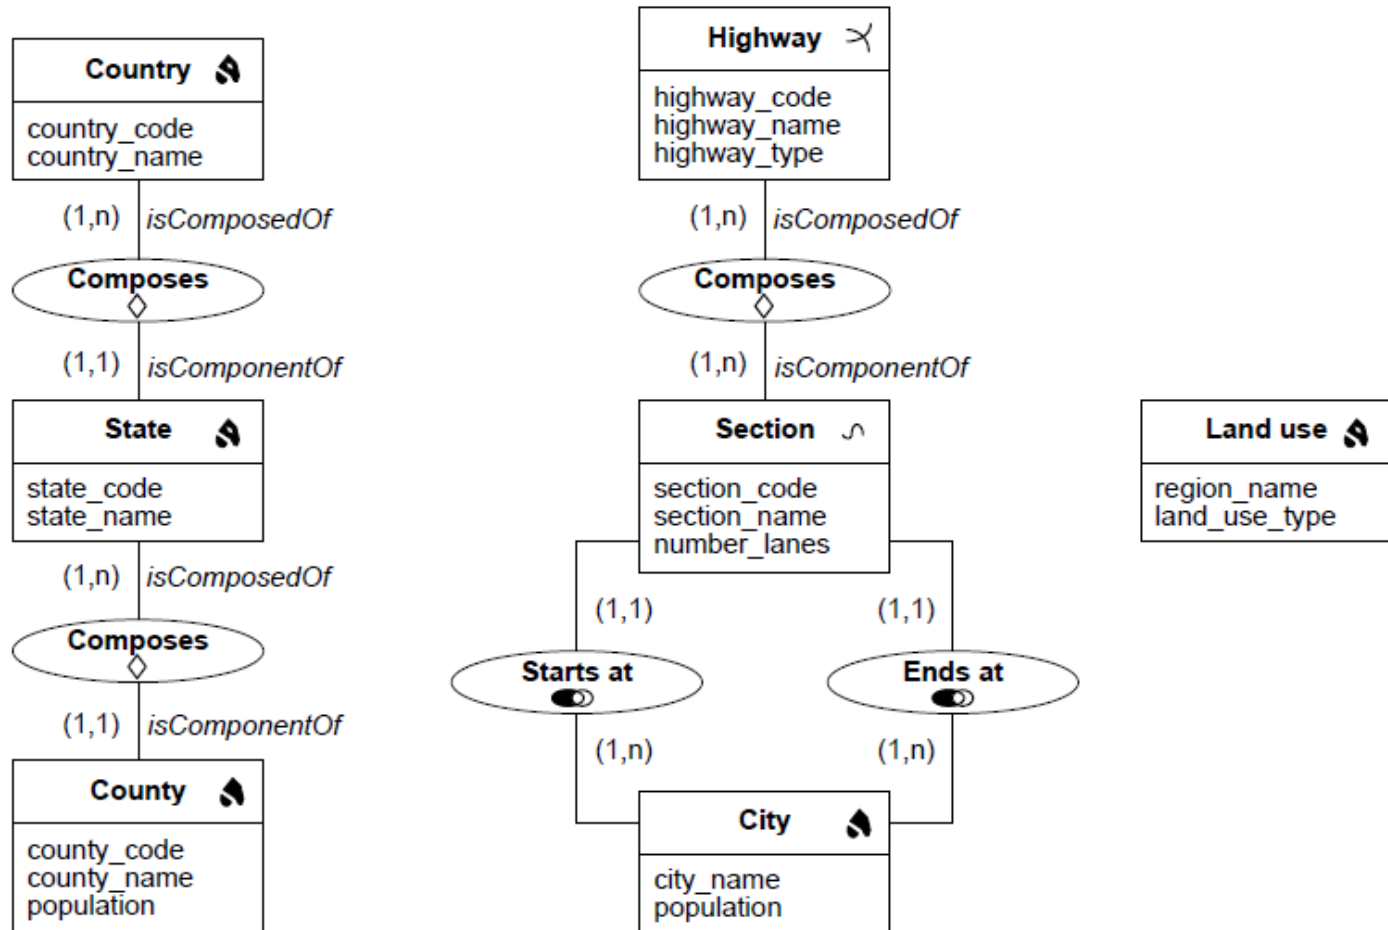 Country
country_code
country_name
(1,n) isComposedOf
Composes
(1,1) isComponentOf
State
state_code
state_name
(1,n) isComposedOf
Composes
(1,1) isComponentOf
County
county_code
county_name
population
Highway
highway_code
highway_name
highway_type
(1,n) isComposedOf
Composes
(1,n) isComponentOf
Section
section_code
section_name
number_lanes
(1,1)
(1,1)
Starts at
Ends at
(1,n)
(1,n)
City
city_name
population
Land use
region_name
land_use_type